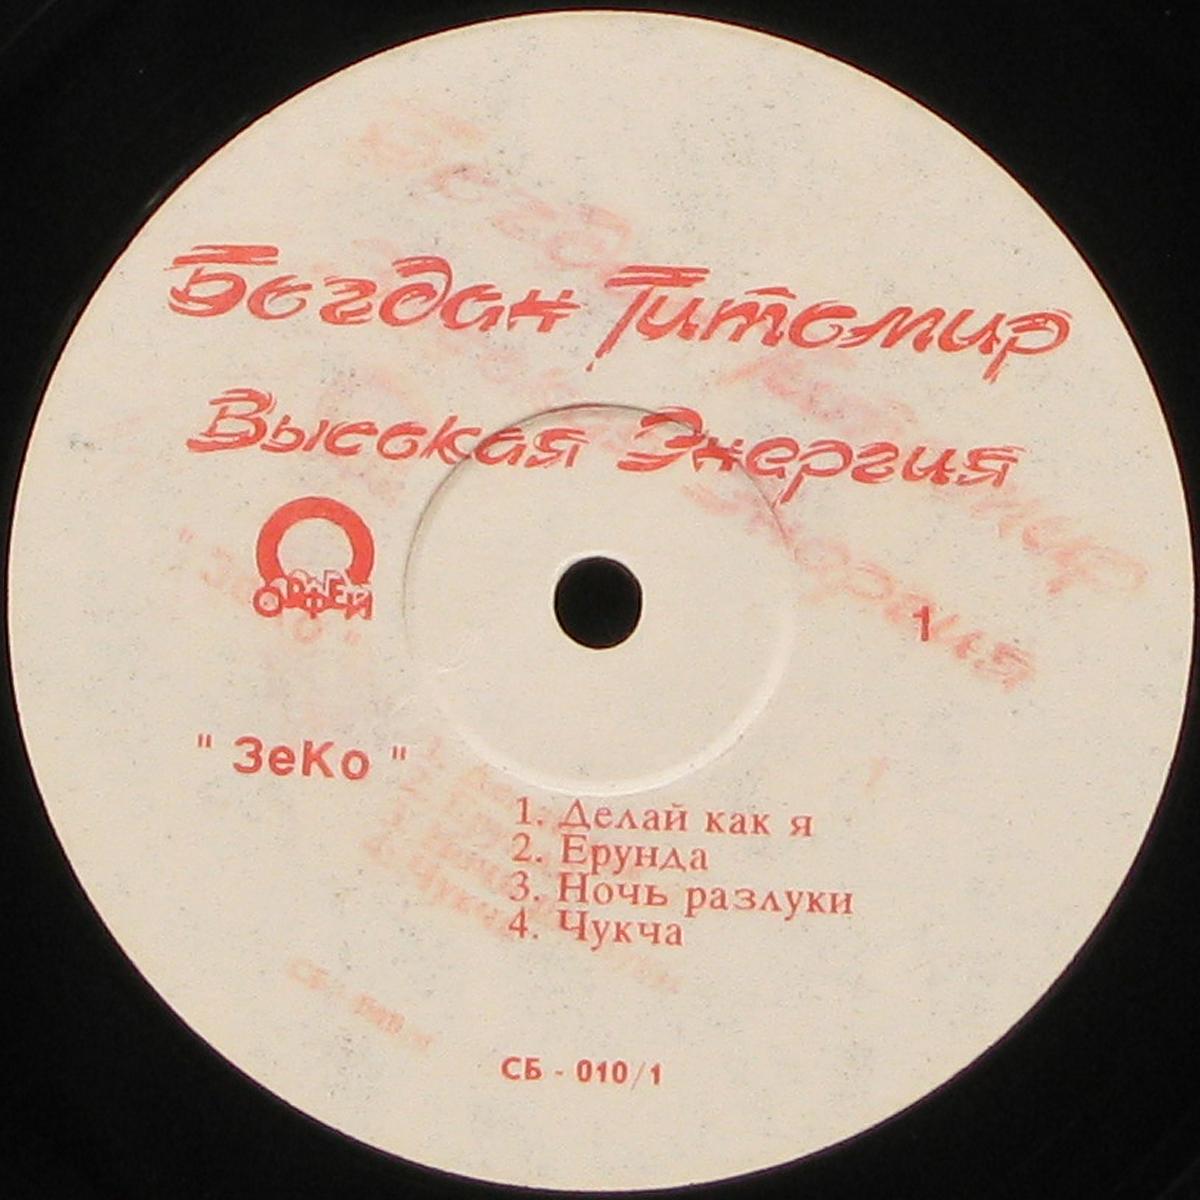 Богдан Титомир
Высокая Энергия
1
" ЗеКо "
1. Делай как я
2. Ерунда
3. Ночь разлуки
4. Чукча
СБ - 010/1